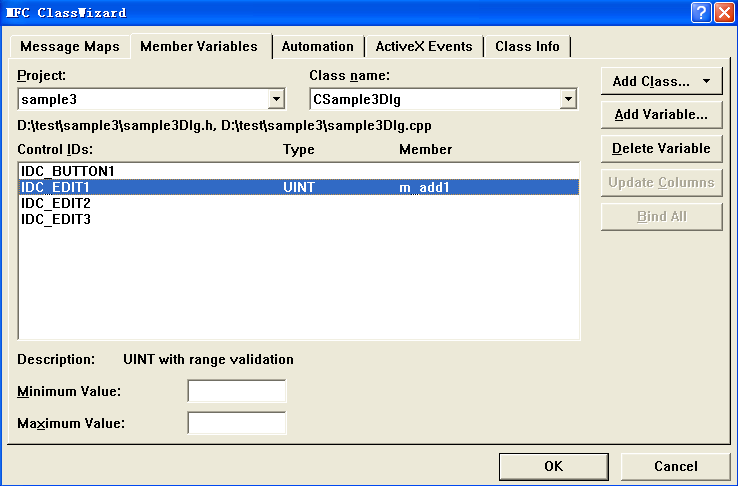 MFC ClassWizard
Message Maps Member Variables Automation ActiveX Events Class Info
Project: Class name:
sample3 CSample3Dlg Add Class...
D:\test\sample3\sample3Dlg.h, D:\test\sample3\sample3Dlg.cpp Add Variable...
Control IDs: Type Member Delete Variable
IDC_BUTTON1
IDC_EDIT1 UINT m_add1 Update Columns
IDC_EDIT2
IDC_EDIT3 Bind All
Description: UINT with range validation
Minimum Value:
Maximum Value:
OK Cancel